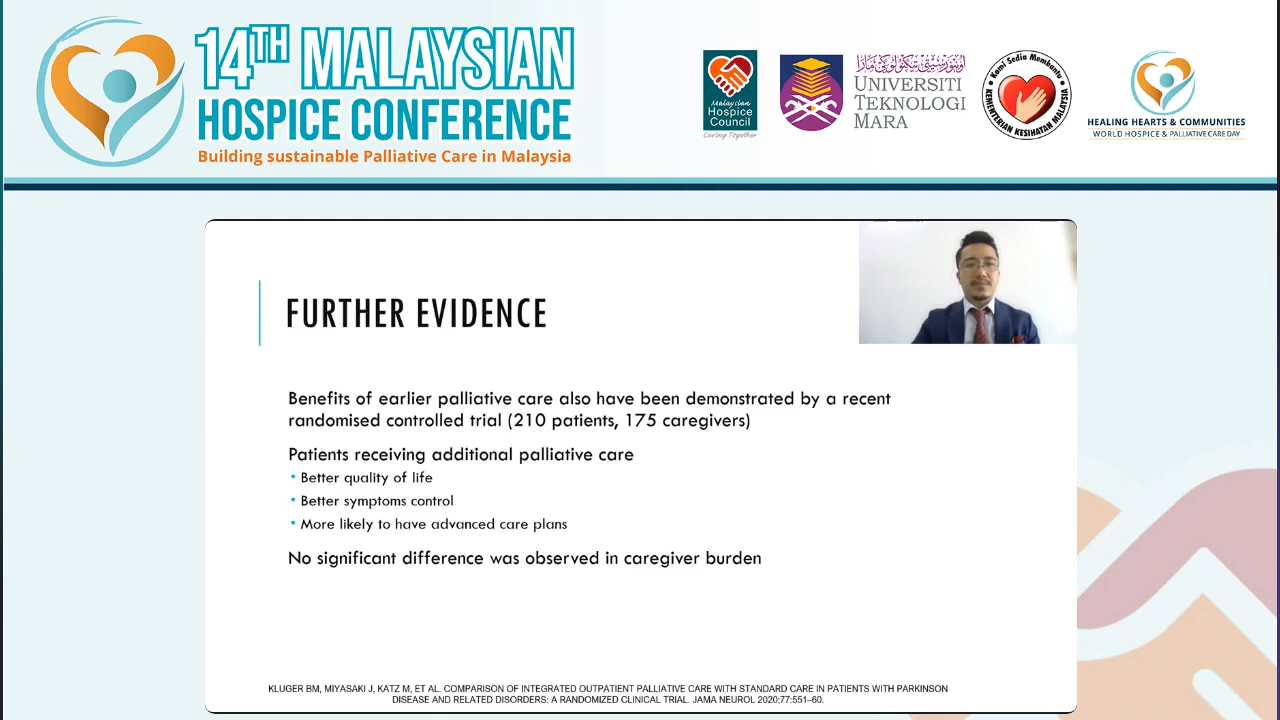 14TH MALAYSIAN
HOSPICE CONFERENCE
Building sustainable Palliative Care in Malaysia
Malaysian
Hospice
Council
Caring Together
UNIVERSITI
TEKNOLOGI
MARA
Kami Sedia Membantu
KEMENTERIAN KESIHATAN MALAYSIA
HEALING HEARTS & COMMUNITIES
WORLD HOSPICE & PALLIATIVE CARE DAY
FURTHER EVIDENCE
Benefits of earlier palliative care also have been demonstrated by a recent
randomised controlled trial (210 patients, 175 caregivers)
Patients receiving additional palliative care
▪ Better quality of life
▪ Better symptoms control
▪ More likely to have advanced care plans
No significant difference was observed in caregiver burden
KLUGER BM, MIYASAKI J, KATZ M, ET AL. COMPARISON OF INTEGRATED OUTPATIENT PALLIATIVE CARE WITH STANDARD CARE IN PATIENTS WITH PARKINSON
DISEASE AND RELATED DISORDERS: A RANDOMIZED CLINICAL TRIAL. JAMA NEUROL 2020;77:551–60.